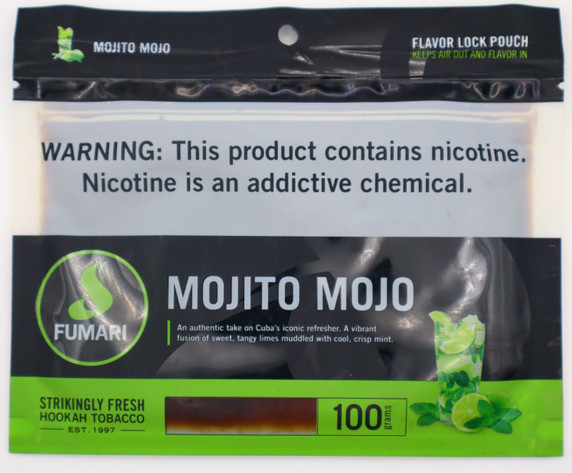 MOJITO MOJO
FLAVOR LOCK POUCH
KEEPS AIR OUT AND FLAVOR IN
WARNING: This product contains nicotine.
Nicotine is an addictive chemical.
FUMARI
MOJITO MOJO
An authentic take on Cuba's iconic refresher. A vibrant
fusion of sweet, tangy limes muddled with cool, crisp mint.
STRIKINGLY FRESH
HOOKAH TOBACCO
EST. 1997
100 grams